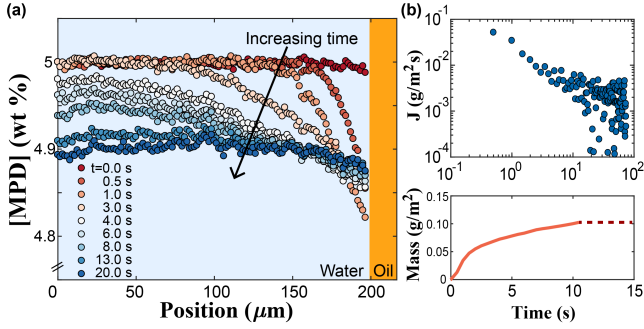 (a)
Increasing time
[MPD] (wt %)
5
4.9
4.8
t=0.0 s
0.5 s
1.0 s
3.0 s
4.0 s
6.0 s
8.0 s
13.0 s
20.0 s
Water
Oil
0
50
100
150
200
Position (μm)
(b)
J (g/m²s)
10⁻¹
10⁻²
10⁻³
10⁻⁴
10⁻¹
10⁰
10¹
10²
Mass (g/m²)
0.15
0.10
0.05
0.00
0
5
10
15
Time (s)